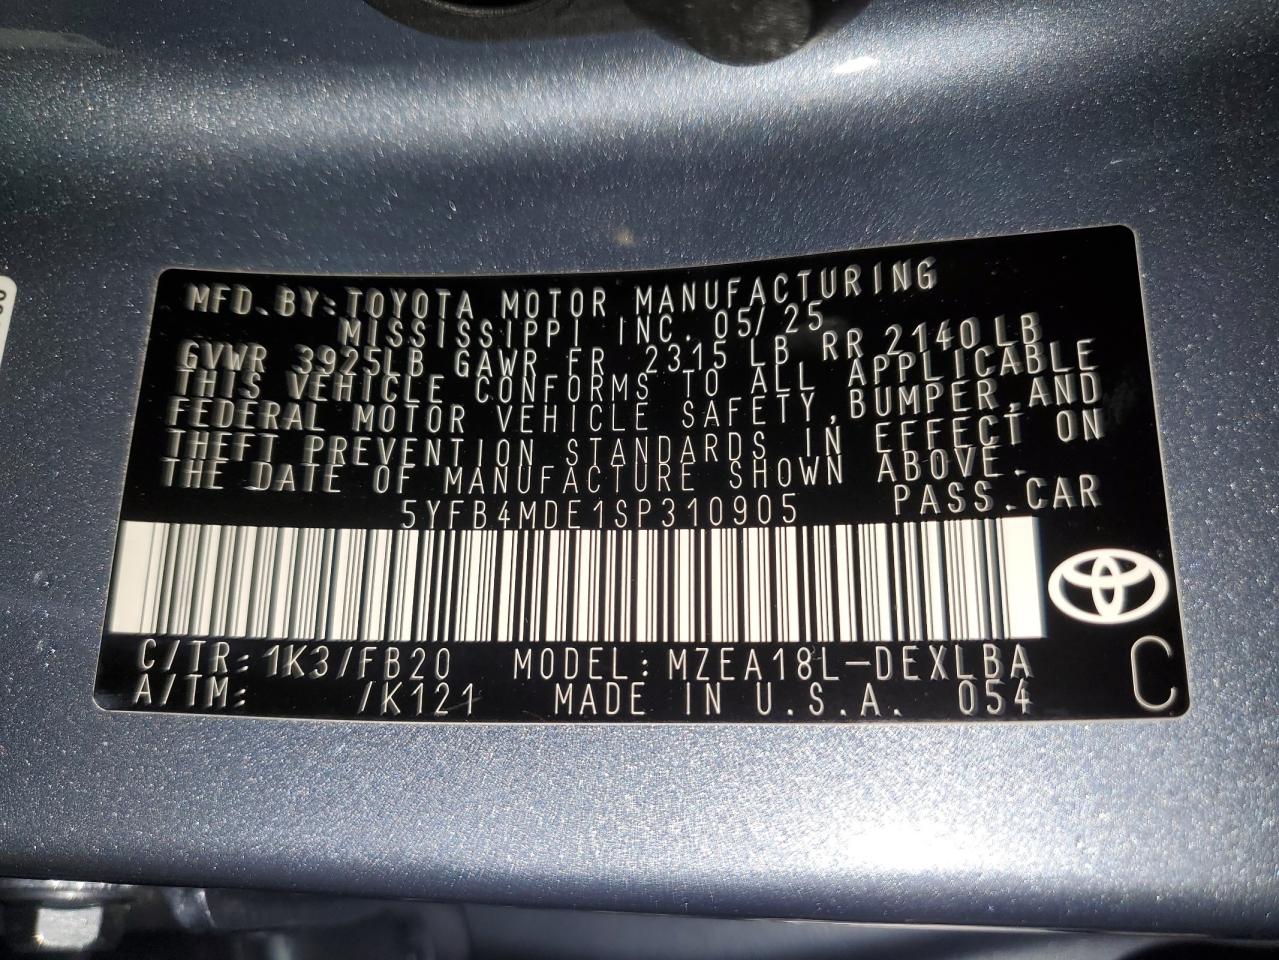 MFD. BY: TOYOTA MOTOR MANUFACTURING
MISSISSIPPI INC. 05/25
GVWR 3925LB GAWR FR 2315 LB RR 2140 LB
THIS VEHICLE CONFORMS TO ALL APPLICABLE
FEDERAL MOTOR VEHICLE SAFETY, BUMPER, AND
THEFT PREVENTION STANDARDS IN EFFECT ON
THE DATE OF MANUFACTURE SHOWN ABOVE.
5YFB4MDE1SP310905 PASS. CAR
C/TR: 1K3/FB20 MODEL: MZEA18L-DEXLBA
A/TM: /K121 MADE IN U.S.A. 054
C